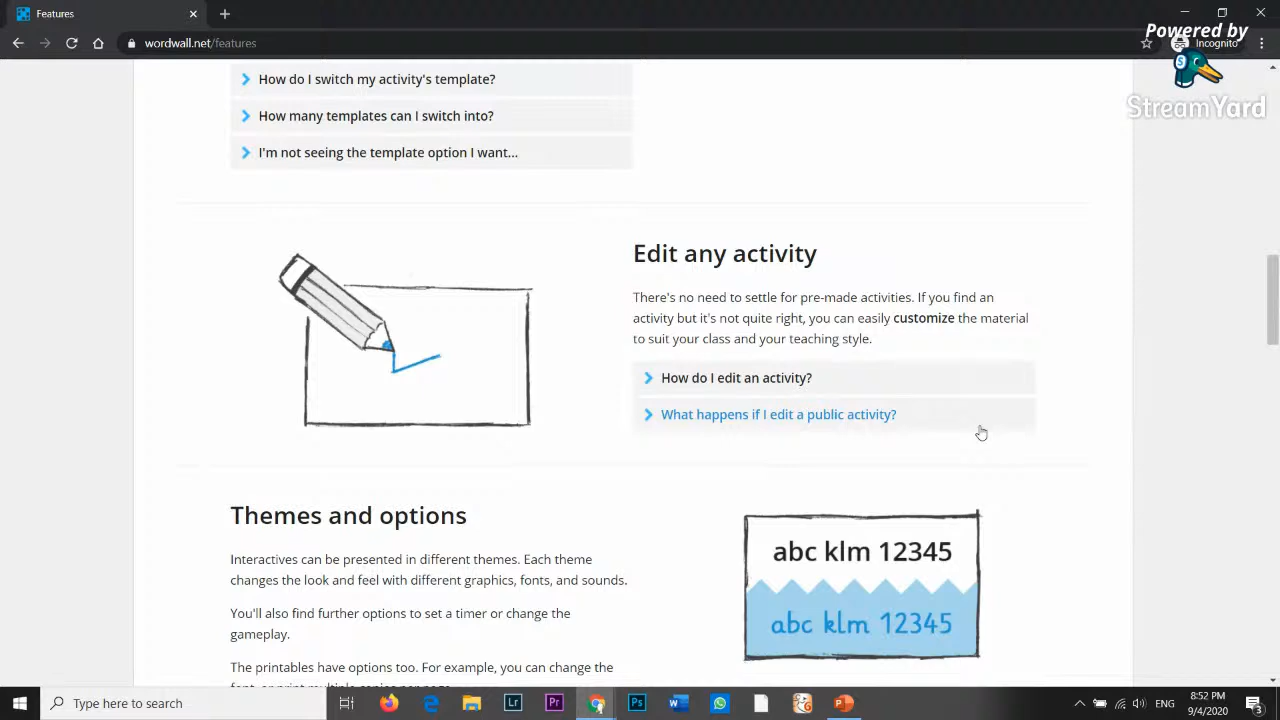 Features
wordwall.net/features
Incognito
Powered by
StreamYard
How do I switch my activity's template?
How many templates can I switch into?
I'm not seeing the template option I want...
Edit any activity
There's no need to settle for pre-made activities. If you find an
activity but it's not quite right, you can easily customize the material
to suit your class and your teaching style.
How do I edit an activity?
What happens if I edit a public activity?
Themes and options
Interactives can be presented in different themes. Each theme
changes the look and feel with different graphics, fonts, and sounds.
You'll also find further options to set a timer or change the
gameplay.
The printables have options too. For example, you can change the
abc klm 12345
abc klm 12345
Type here to search
Lr
Pr
Ps
ENG
8:52 PM
9/4/2020
3